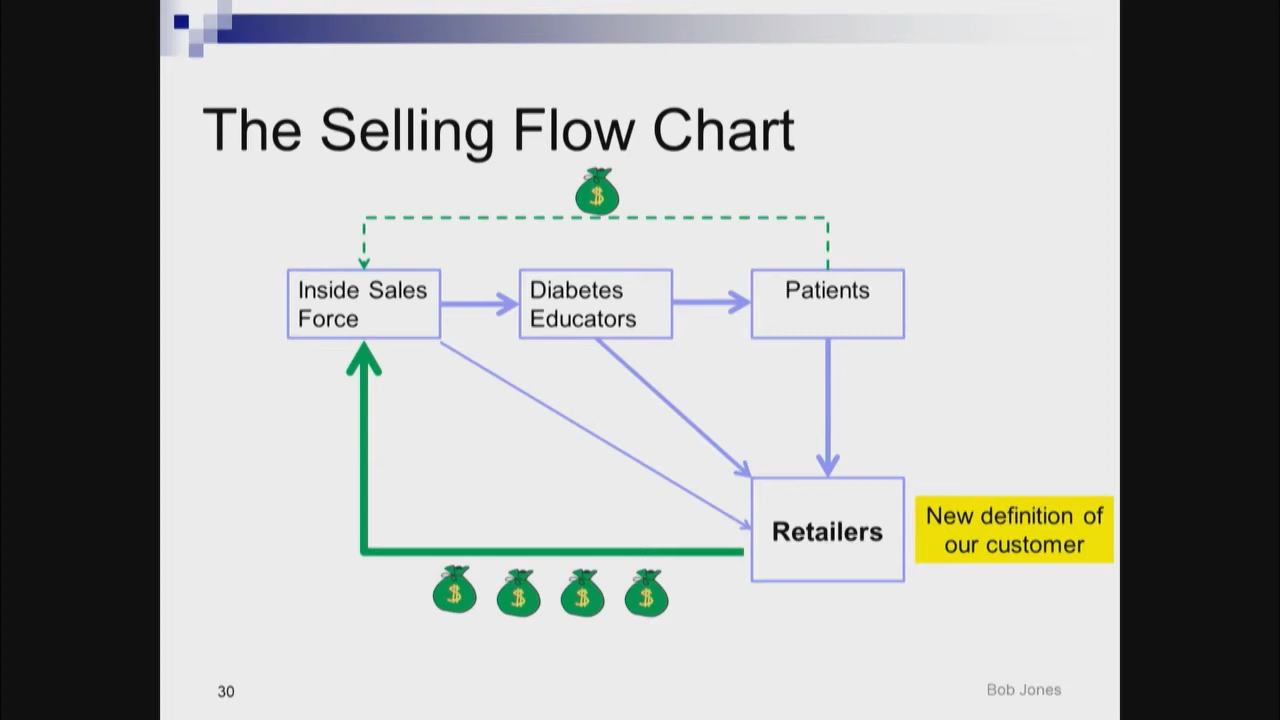 The Selling Flow Chart
$
Inside Sales
Force
Diabetes
Educators
Patients
Retailers
New definition of
our customer
$ $ $ $
30
Bob Jones